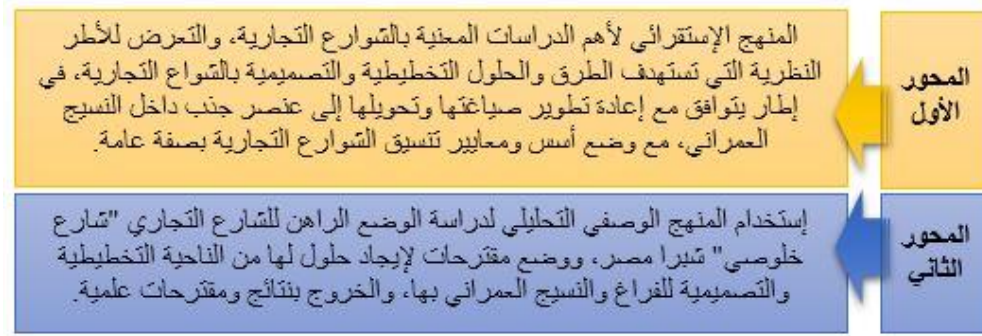 المحور
الأول
المنهج الإستقرائي لأهم الدراسات المعنية بالشوارع التجارية، والتعرض للأطر
النظرية التي تستهدف الطرق والحلول التخطيطية والتصميمية بالشواع التجارية، في
إطار يتوافق مع إعادة تطوير صياغتها وتحويلها إلى عنصر جذب داخل النسيج
العمراني، مع وضع أسس ومعايير تنسيق الشوارع التجارية بصفة عامة.
المحور
الثاني
إستخدام المنهج الوصفي التحليلي لدراسة الوضع الراهن للشارع التجاري "شارع
خلوصي" شبرا مصر، ووضع مقترحات لإيجاد حلول لها من الناحية التخطيطية
والتصميمية للفراغ والنسيج العمراني بها، والخروج بنتائج ومقترحات علمية.